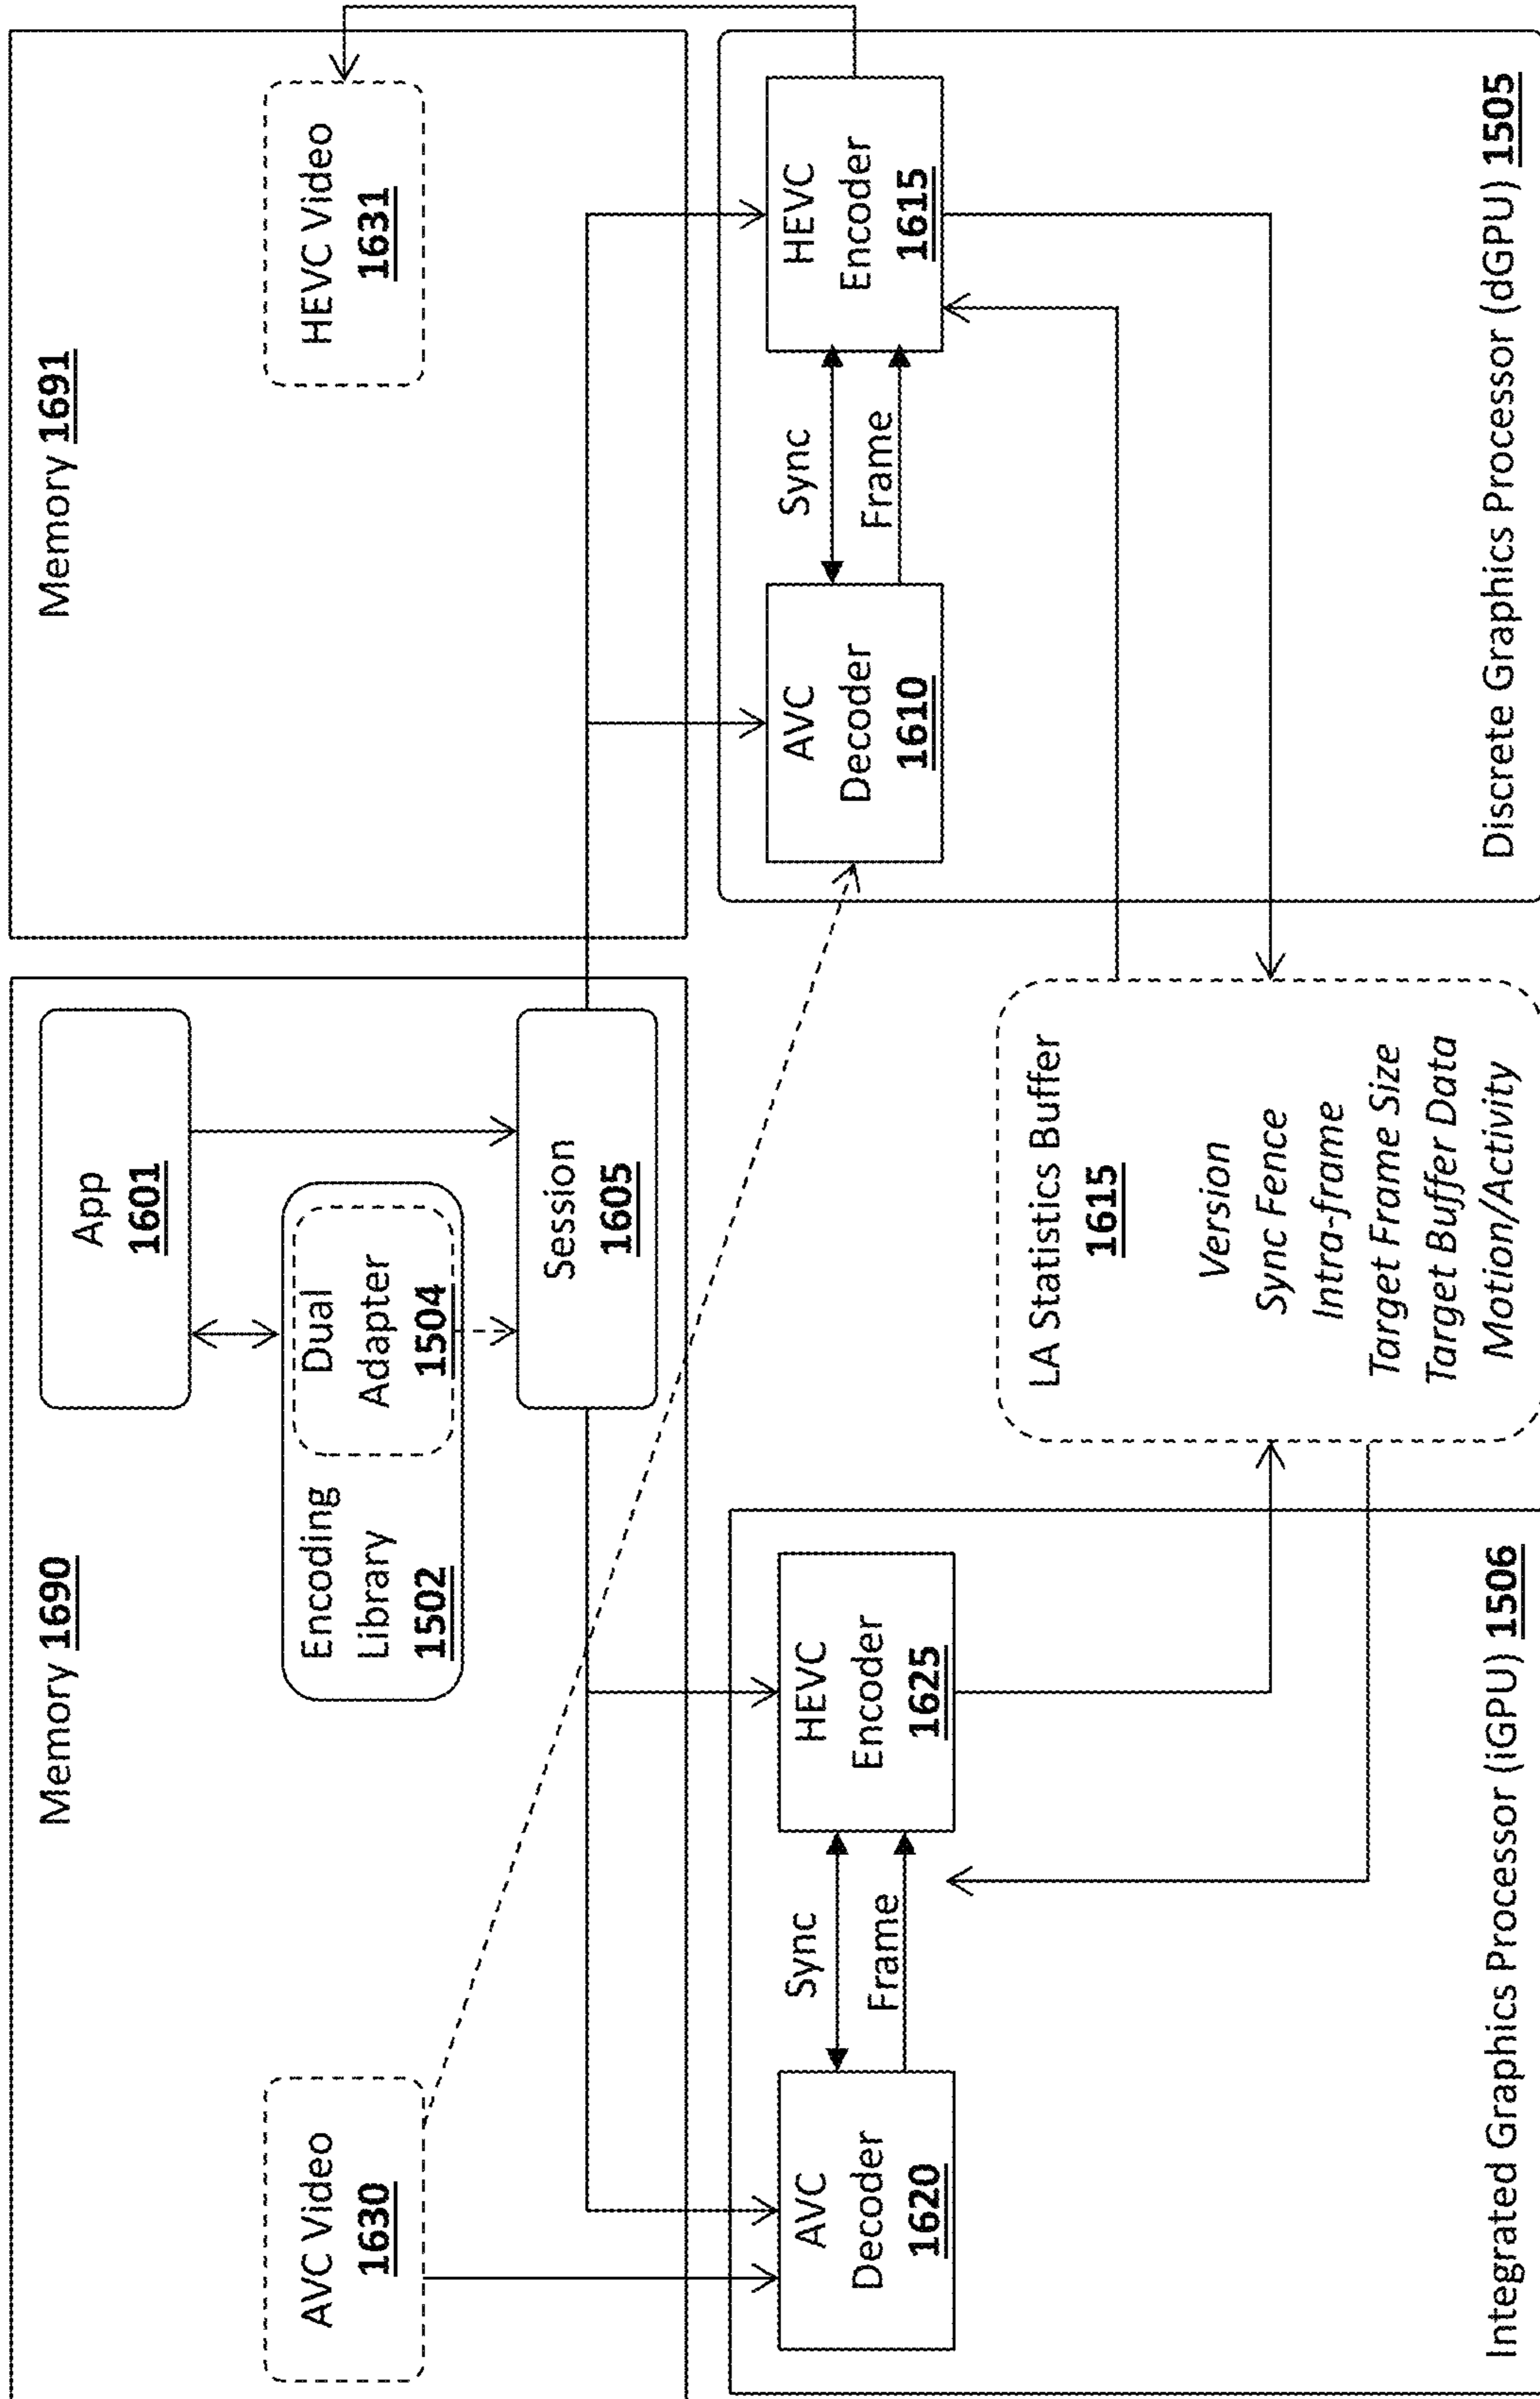 Memory 1690
AVC Video
1630
Encoding
Library
1502
Dual
Adapter
1504
App
1601
Session
1605
Memory 1691
HEVC Video
1631
AVC
Decoder
1620
Sync
Frame
HEVC
Encoder
1625
Integrated Graphics Processor (iGPU) 1506
LA Statistics Buffer
1615
Version
Sync Fence
Intra-frame
Target Frame Size
Target Buffer Data
Motion/Activity
AVC
Decoder
1610
Sync
Frame
HEVC
Encoder
1615
Discrete Graphics Processor (dGPU) 1505